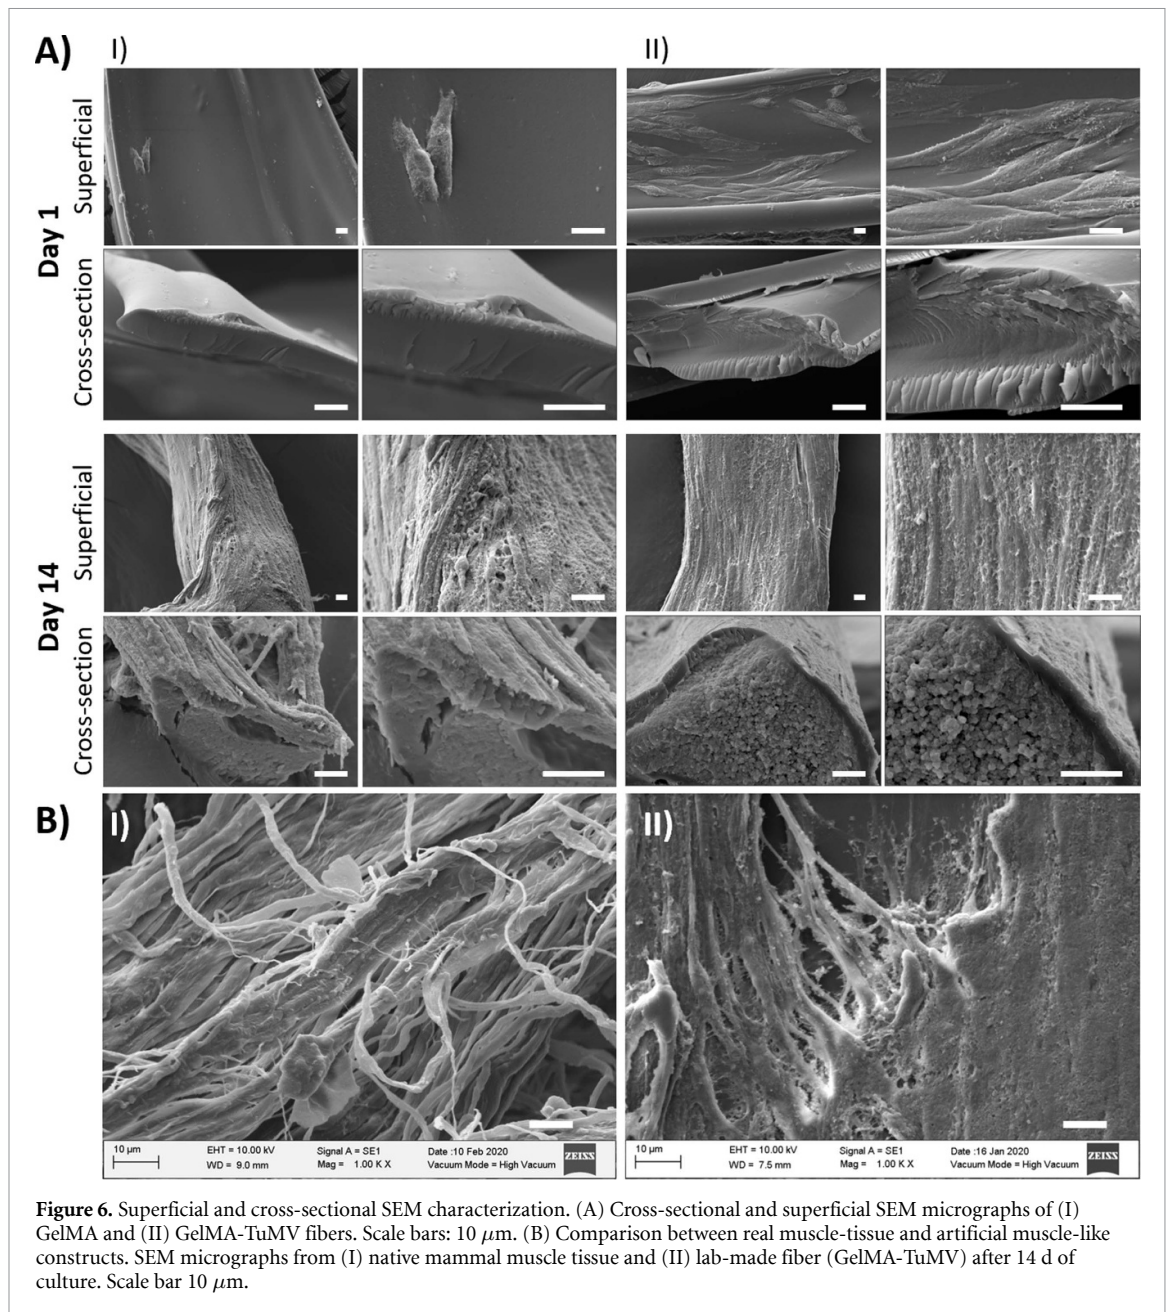 A)
I)
II)
Day 1
Superficial
Cross-section
Day 14
Superficial
Cross-section
B)
I)
II)
10 µm
EHT = 10.00 kV
Signal A = SE1
Date :10 Feb 2020
WD = 9.0 mm
Mag = 1.00 K X
Vacuum Mode = High Vacuum
ZEISS
10 µm
EHT = 10.00 kV
Signal A = SE1
Date :16 Jan 2020
WD = 7.5 mm
Mag = 1.00 K X
Vacuum Mode = High Vacuum
ZEISS
Figure 6. Superficial and cross-sectional SEM characterization. (A) Cross-sectional and superficial SEM micrographs of (I)
GelMA and (II) GelMA-TuMV fibers. Scale bars: 10 µm. (B) Comparison between real muscle-tissue and artificial muscle-like
constructs. SEM micrographs from (I) native mammal muscle tissue and (II) lab-made fiber (GelMA-TuMV) after 14 d of
culture. Scale bar 10 µm.